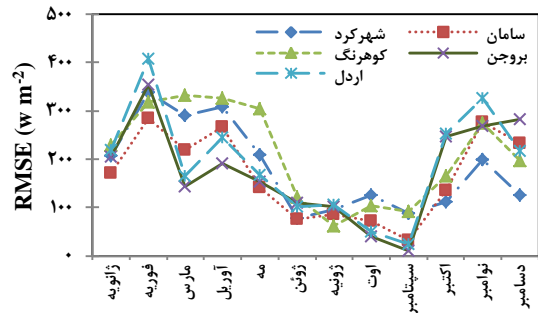 RMSE (w m-2)
۵۰۰
۴۰۰
۳۰۰
۲۰۰
۱۰۰
۰
شهرکرد
سامان
کوهرنگ
بروجن
اردل
ژانویه
فوریه
مارس
آوریل
مه
ژوئن
ژونیه
اوت
سپتامبر
اکتبر
نوامبر
دسامبر